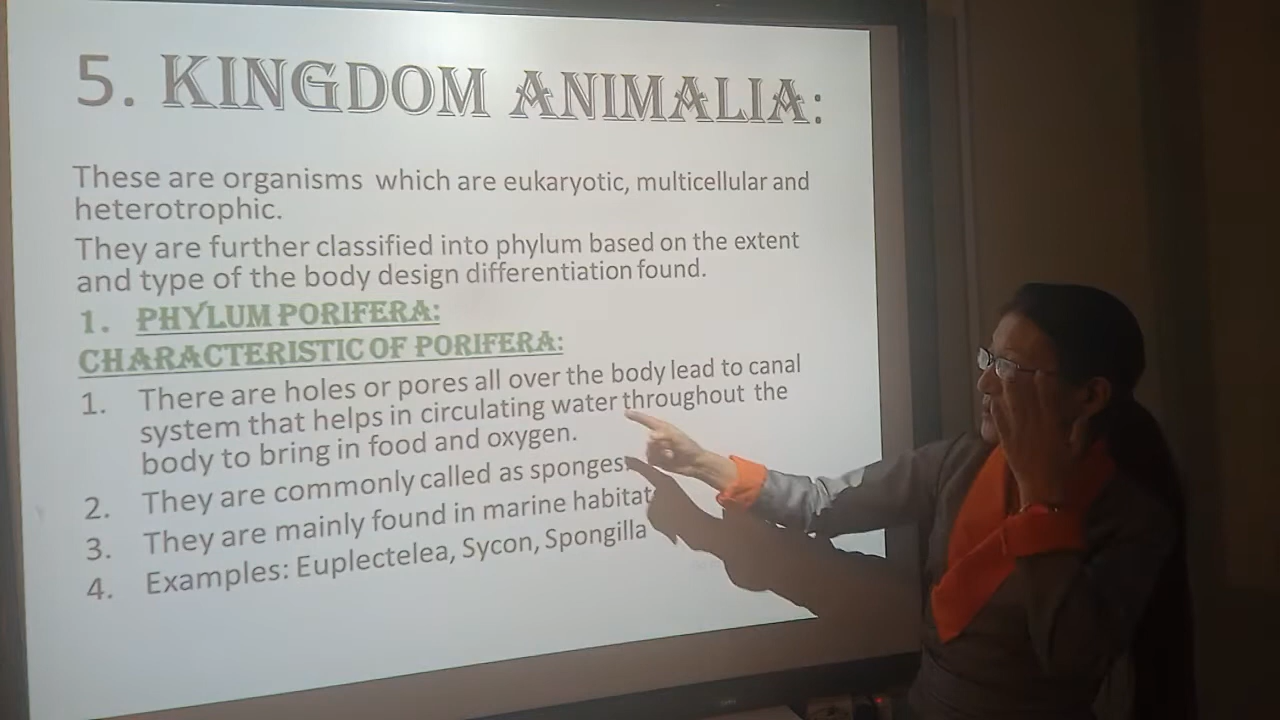 5. KINGDOM ANIMALIA:
These are organisms which are eukaryotic, multicellular and
heterotrophic.
They are further classified into phylum based on the extent
and type of the body design differentiation found.
1. PHYLUM PORIFERA:
CHARACTERISTIC OF PORIFERA:
1. There are holes or pores all over the body lead to canal
system that helps in circulating water throughout the
body to bring in food and oxygen.
2. They are commonly called as sponges.
3. They are mainly found in marine habitat
4. Examples: Euplectelea, Sycon, Spongilla